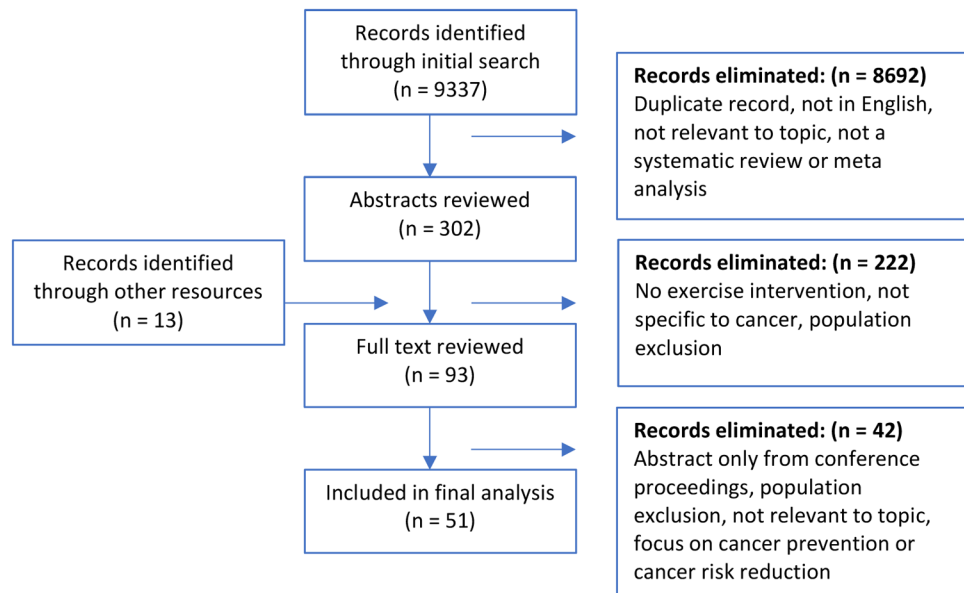 Records identified
through initial search
(n = 9337)
Records eliminated: (n = 8692)
Duplicate record, not in English,
not relevant to topic, not a
systematic review or meta
analysis
Abstracts reviewed
(n = 302)
Records identified
through other resources
(n = 13)
Records eliminated: (n = 222)
No exercise intervention, not
specific to cancer, population
exclusion
Full text reviewed
(n = 93)
Records eliminated: (n = 42)
Abstract only from conference
proceedings, population
exclusion, not relevant to topic,
focus on cancer prevention or
cancer risk reduction
Included in final analysis
(n = 51)